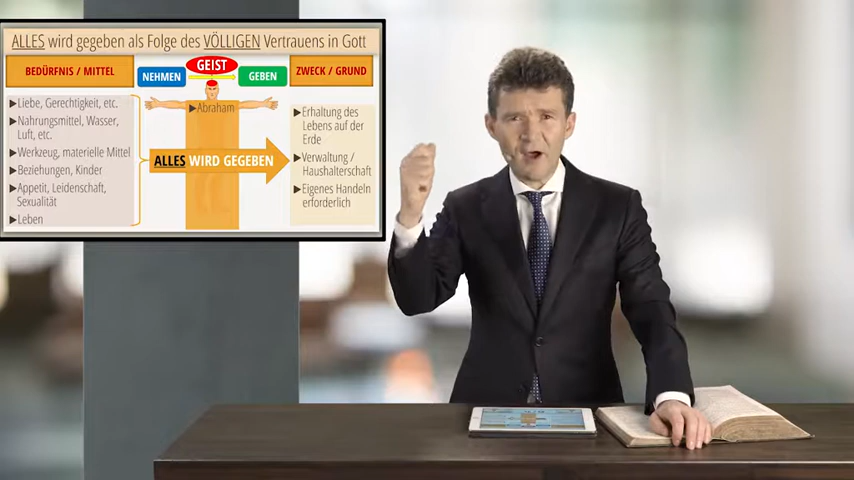 ALLES wird gegeben als Folge des VÖLLIGEN Vertrauens in Gott
BEDÜRFNIS / MITTEL
NEHMEN
GEIST
GEBEN
ZWECK / GRUND
Liebe, Gerechtigkeit, etc.
Nahrungsmittel, Wasser,
Luft, etc.
Werkzeug, materielle Mittel
Beziehungen, Kinder
Appetit, Leidenschaft,
Sexualität
Leben
Abraham
ALLES WIRD GEGEBEN
Erhaltung des
Lebens auf der
Erde
Verwaltung /
Haushalterschaft
Eigenes Handeln
erforderlich